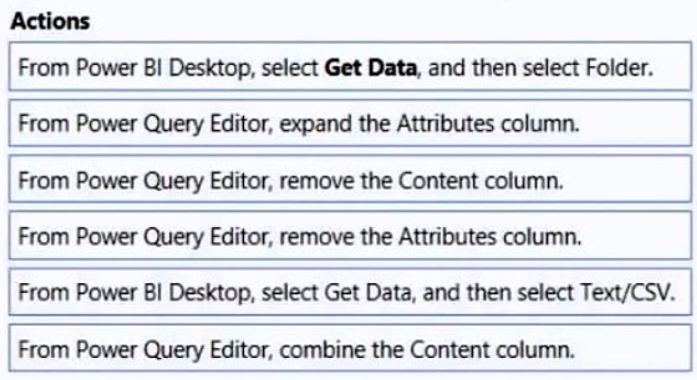 Actions
From Power BI Desktop, select Get Data, and then select Folder.
From Power Query Editor, expand the Attributes column.
From Power Query Editor, remove the Content column.
From Power Query Editor, remove the Attributes column.
From Power BI Desktop, select Get Data, and then select Text/CSV.
From Power Query Editor, combine the Content column.